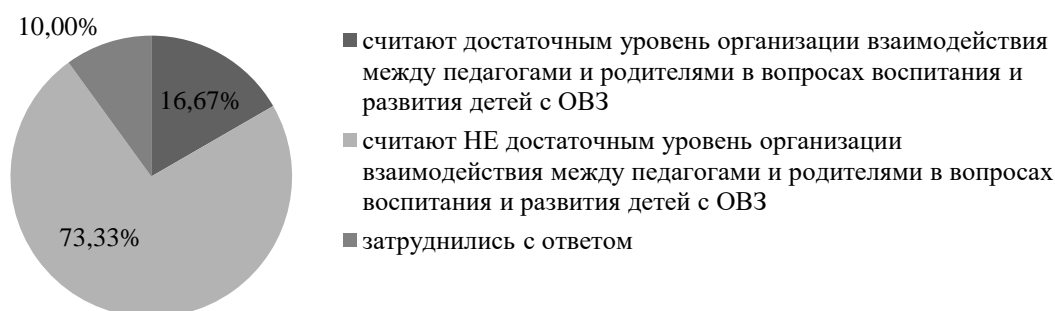 10,00%
16,67%
73,33%
считают достаточным уровень организации взаимодействия
между педагогами и родителями в вопросах воспитания и
развития детей с ОВЗ
считают НЕ достаточным уровень организации
взаимодействия между педагогами и родителями в вопросах
воспитания и развития детей с ОВЗ
затруднились с ответом